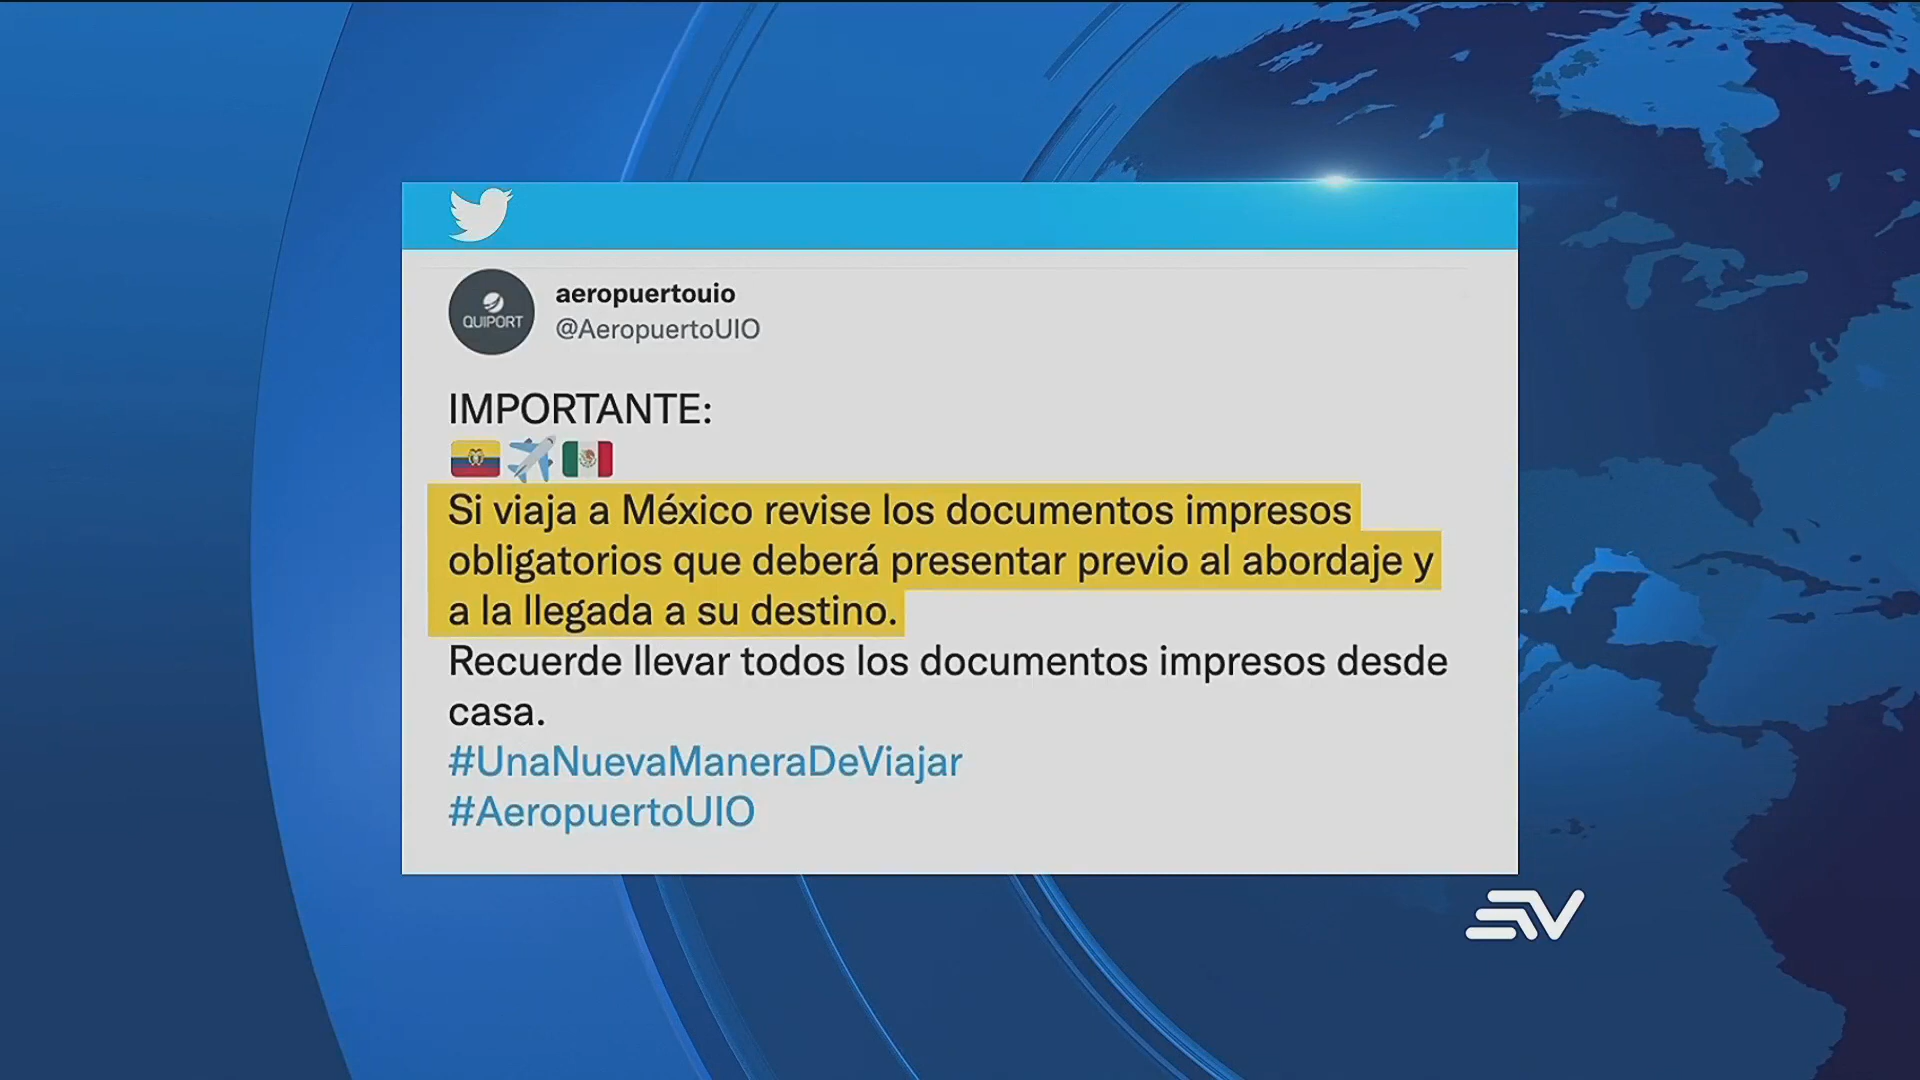 QUIPORT
aeropuertouio
@AeropuertoUIO
IMPORTANTE:
Si viaja a México revise los documentos impresos
obligatorios que deberá presentar previo al abordaje y
a la llegada a su destino.
Recuerde llevar todos los documentos impresos desde
casa.
#UnaNuevaManeraDeViajar
#AeropuertoUIO
EV